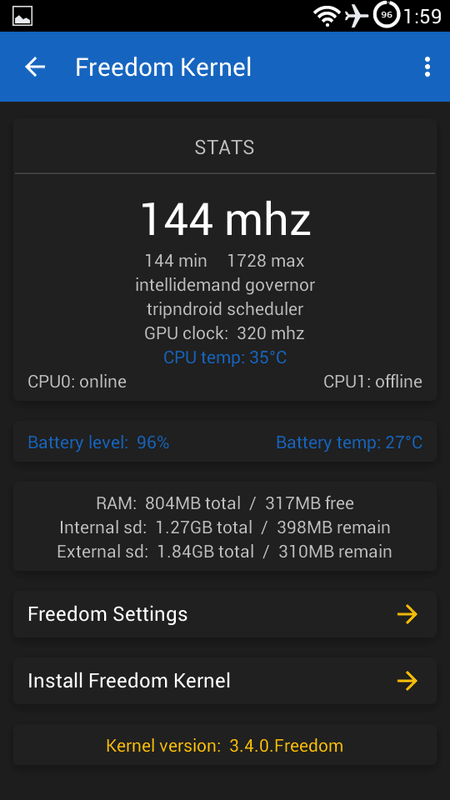 96 1:59
Freedom Kernel
STATS
144 mhz
144 min 1728 max
intellidemand governor
tripndroid scheduler
GPU clock: 320 mhz
CPU temp: 35°C
CPU0: online CPU1: offline
Battery level: 96% Battery temp: 27°C
RAM: 804MB total / 317MB free
Internal sd: 1.27GB total / 398MB remain
External sd: 1.84GB total / 310MB remain
Freedom Settings
Install Freedom Kernel
Kernel version: 3.4.0.Freedom